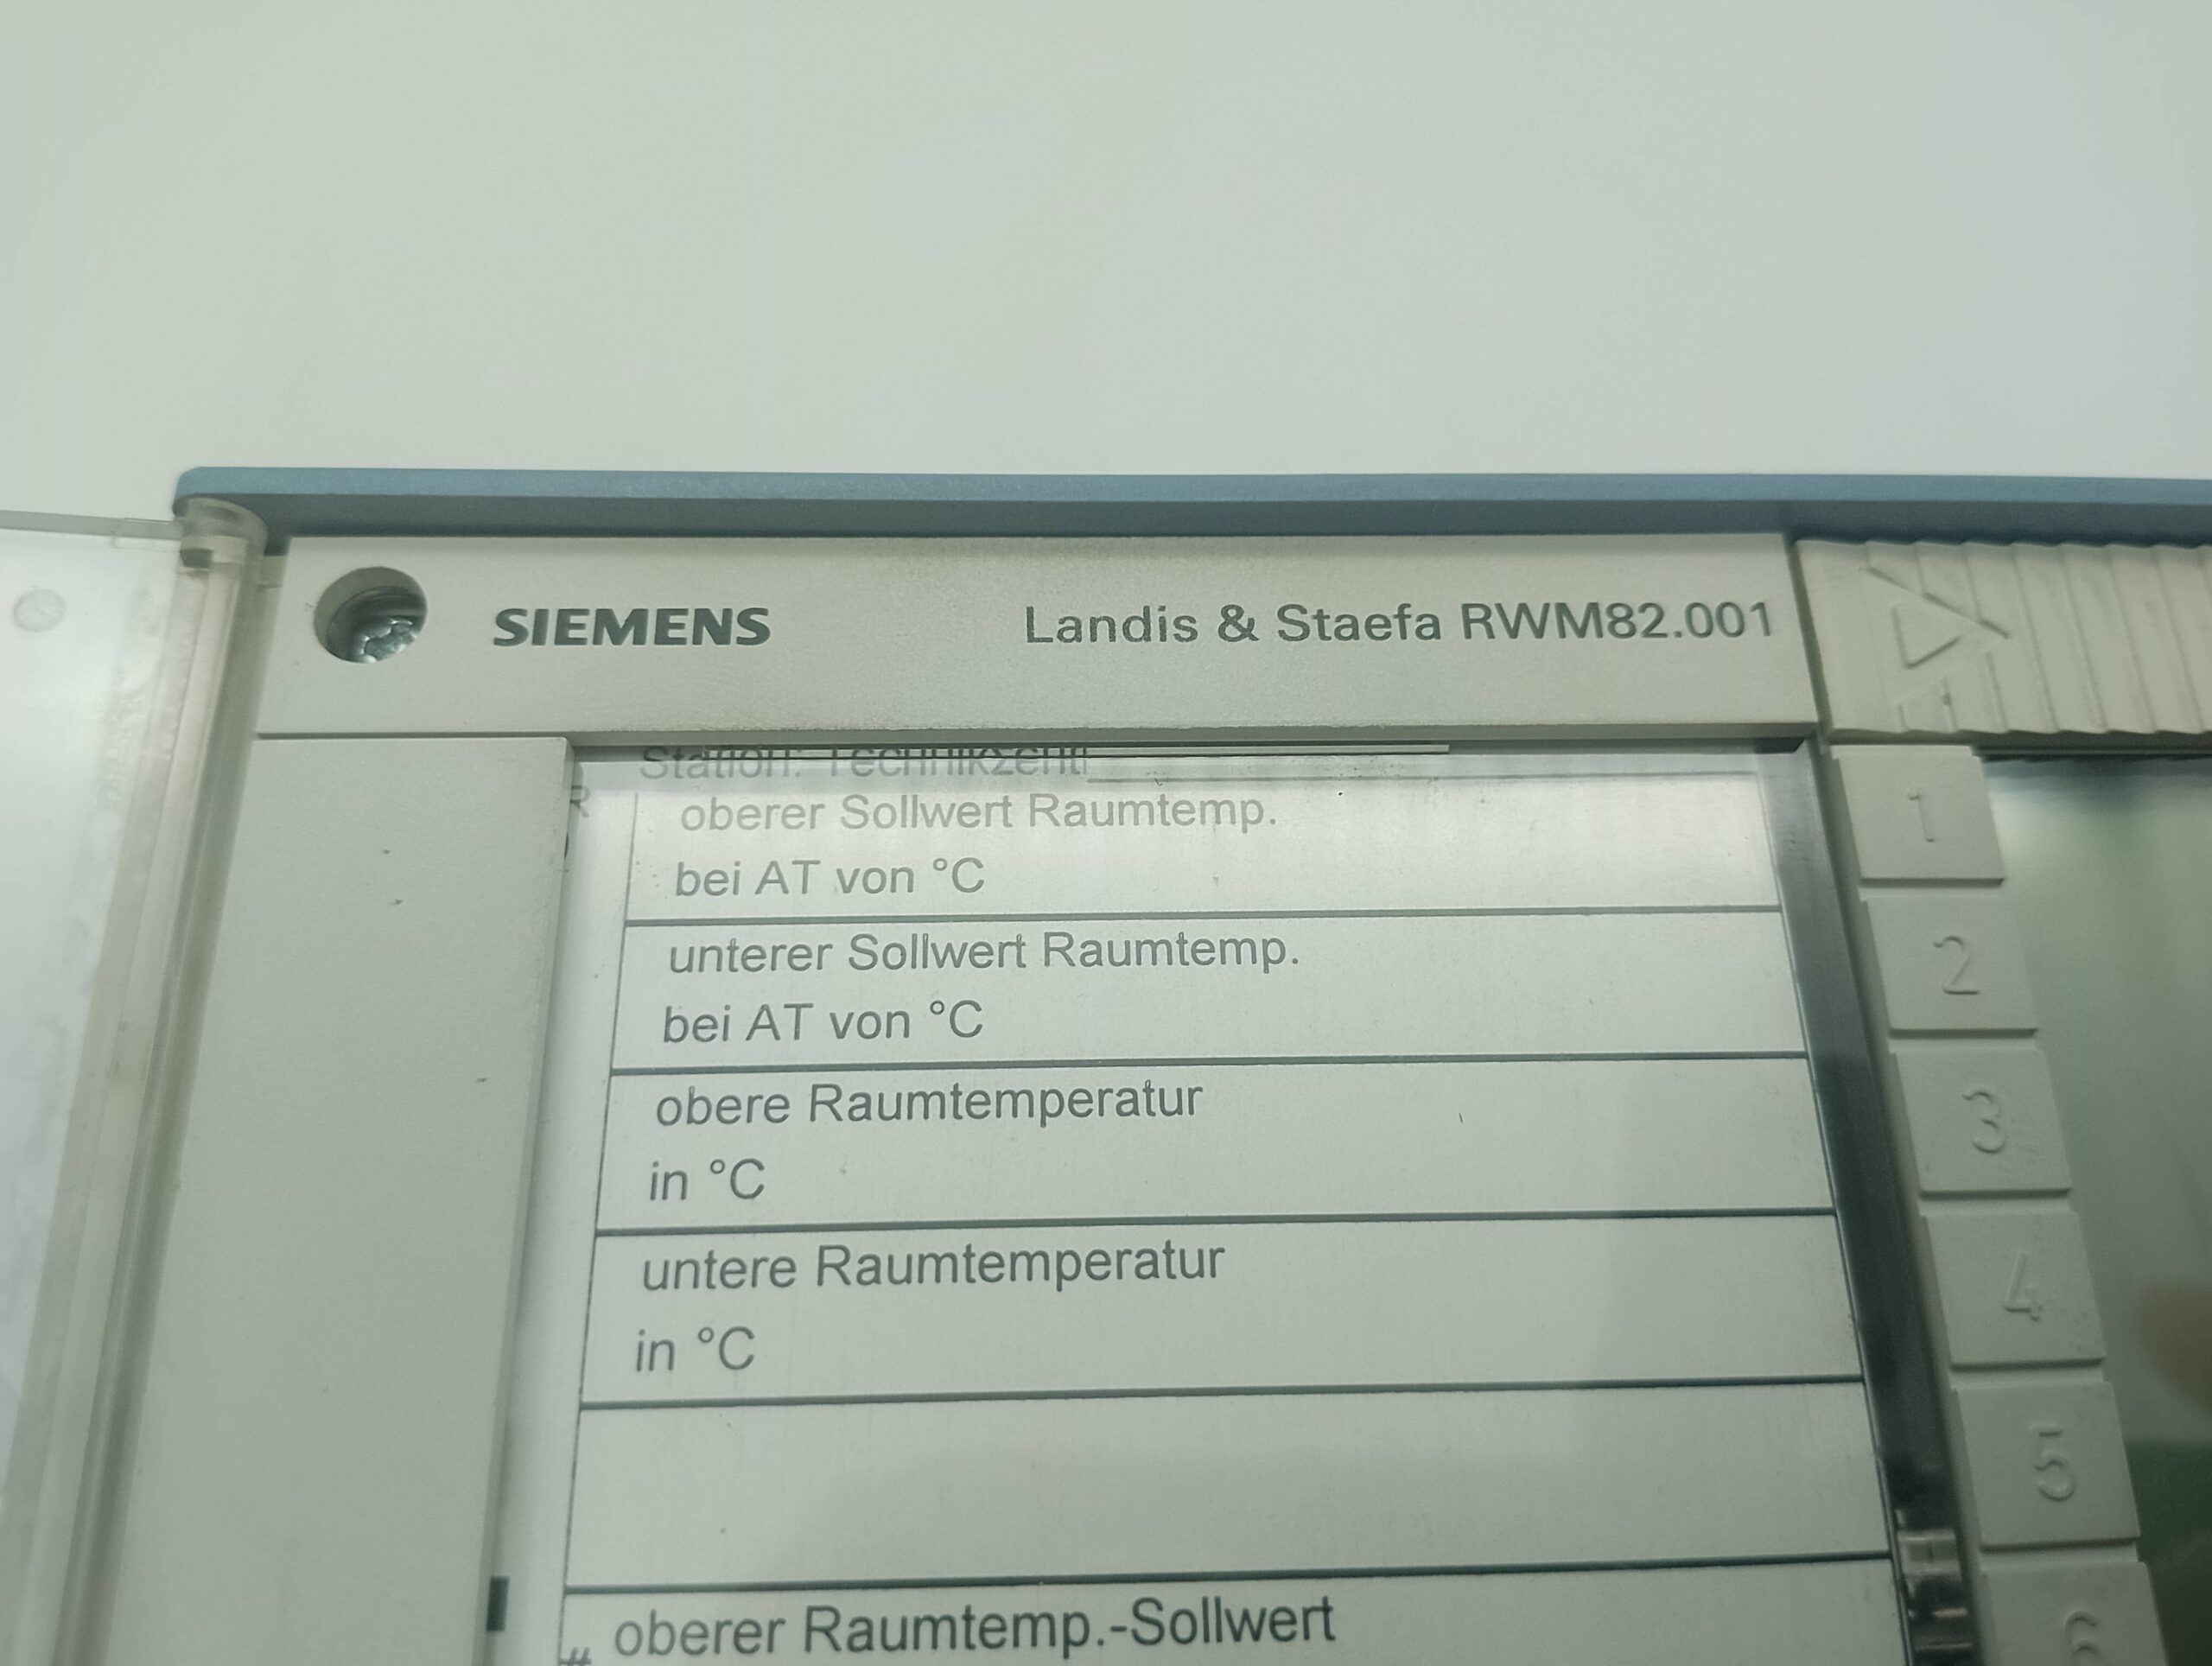 SIEMENS Landis & Staefa RWM82.001
Station:
oberer Sollwert Raumtemp.
bei AT von °C
unterer Sollwert Raumtemp.
bei AT von °C
obere Raumtemperatur
in °C
untere Raumtemperatur
in °C
# oberer Raumtemp.-Sollwert
1
2
3
4
5
6